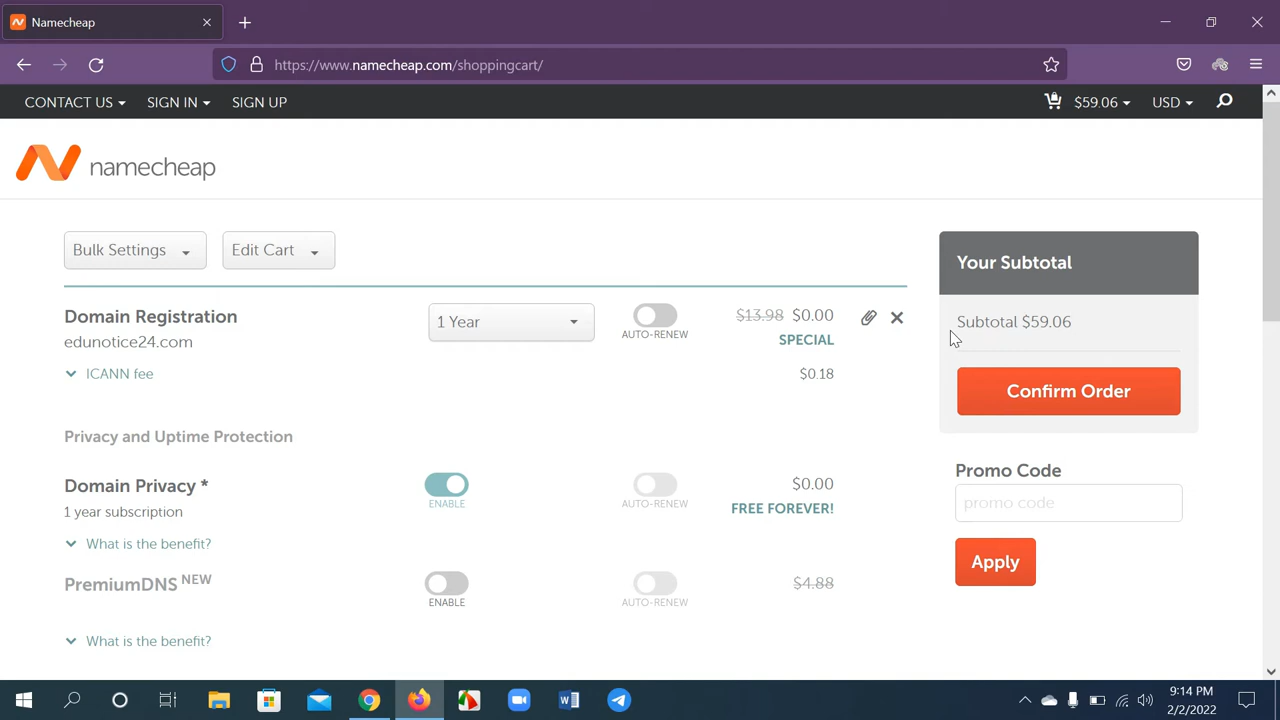 Namecheap
https://www.namecheap.com/shoppingcart/
CONTACT US SIGN IN SIGN UP $59.06 USD
namecheap
Bulk Settings Edit Cart
Your Subtotal
Domain Registration 1 Year $13.98 $0.00
AUTO-RENEW
edunotice24.com SPECIAL
Subtotal $59.06
ICANN fee $0.18
Confirm Order
Privacy and Uptime Protection
Promo Code
Domain Privacy * $0.00
ENABLE AUTO-RENEW
1 year subscription FREE FOREVER!
promo code
What is the benefit?
Apply
PremiumDNS NEW $4.88
ENABLE AUTO-RENEW
What is the benefit?
9:14 PM
2/2/2022